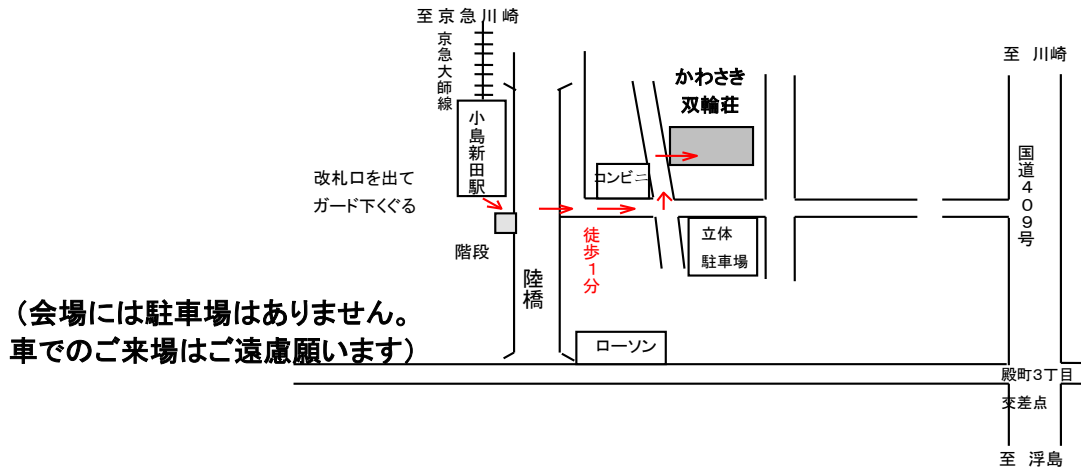 至京急川崎
京急大師線
小島新田駅
改札口を出て
ガード下くぐる
階段
陸橋
コンビニ
徒歩1分
かわさき
双輪荘
立体
駐車場
ローソン
至 川崎
国道409号
殿町3丁目
交差点
至 浮島
(会場には駐車場はありません。
車でのご来場はご遠慮願います)